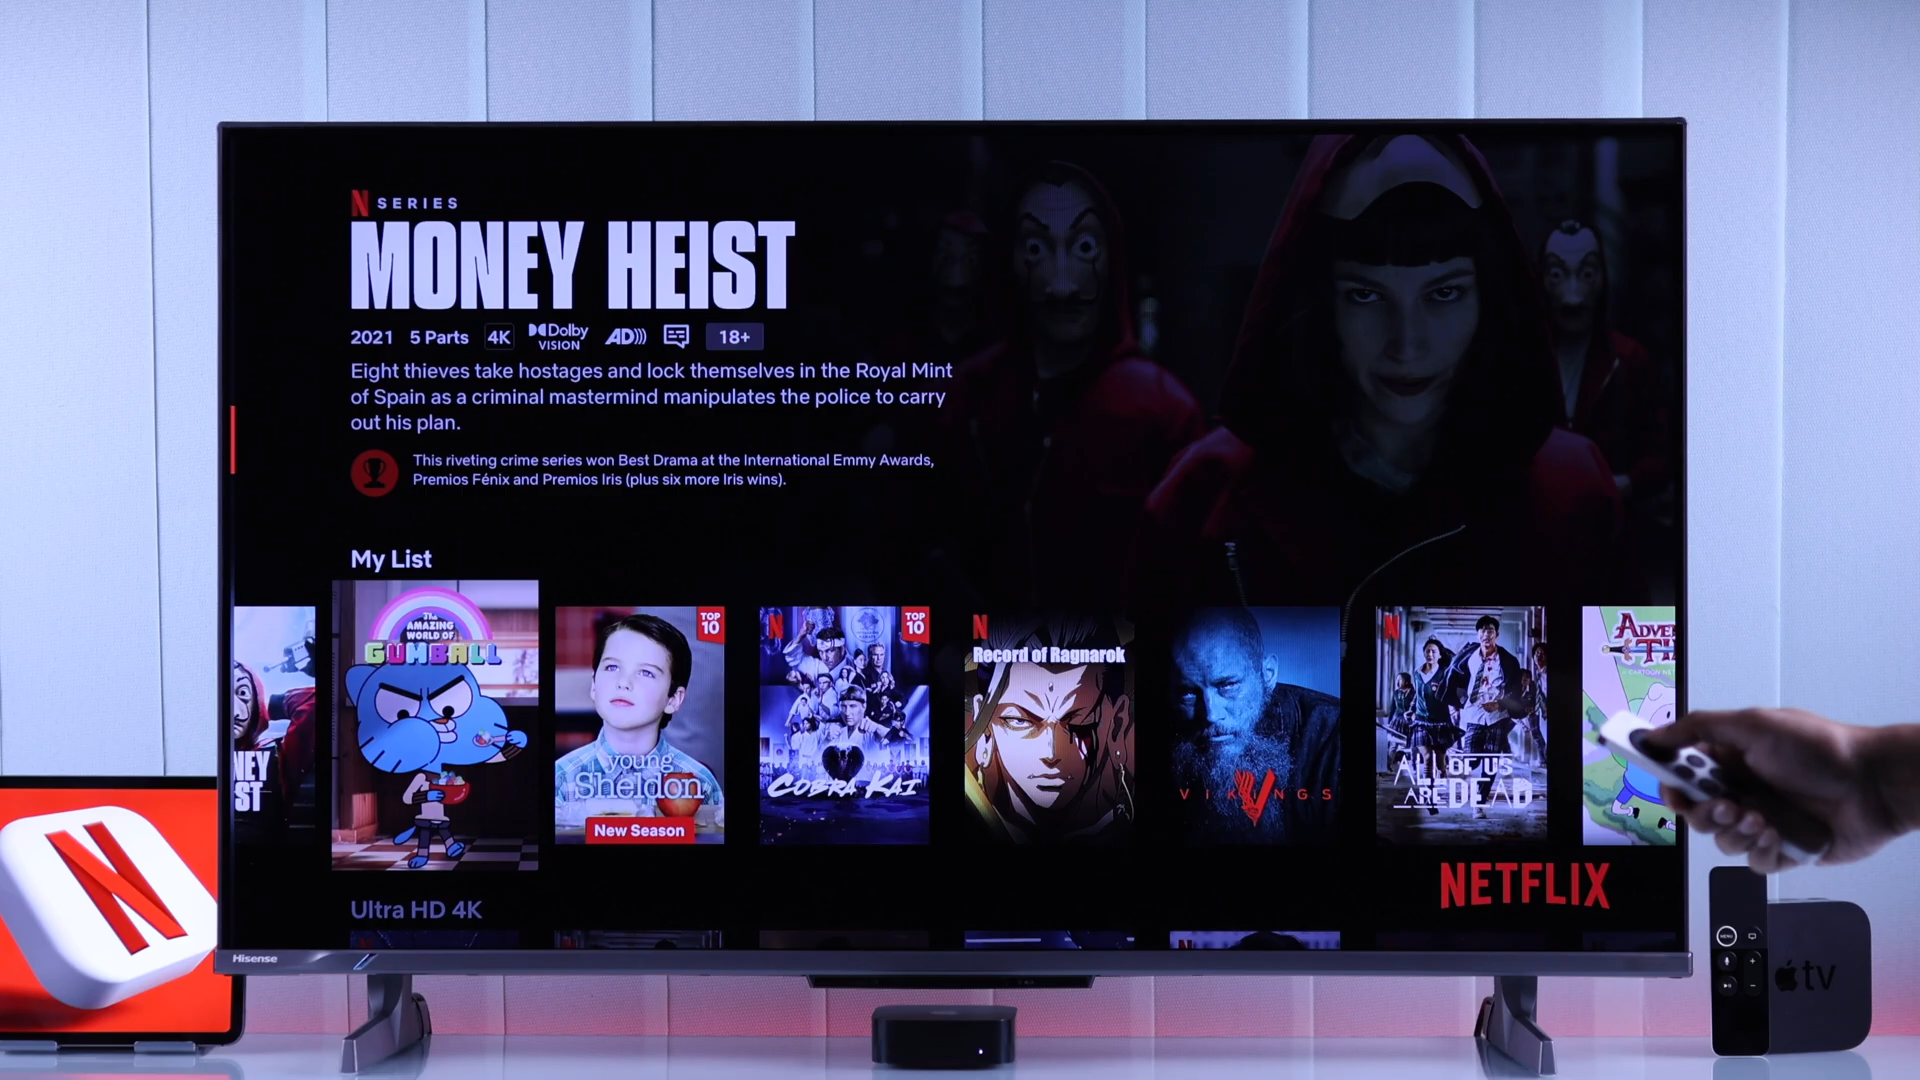 N SERIES
MONEY HEIST
2021 5 Parts 4K Dolby VISION AD))) 18+
Eight thieves take hostages and lock themselves in the Royal Mint
of Spain as a criminal mastermind manipulates the police to carry
out his plan.
This riveting crime series won Best Drama at the International Emmy Awards,
Premios Fénix and Premios Iris (plus six more Iris wins).
My List
NEY
ST
THE
AMAZING
WORLD OF
GUMBALL
TOP
10
young
Sheldon
New Season
N
TOP
10
COBRA KAI
N
Record of Ragnarok
VIKINGS
N
ALL OF US
ARE DEAD
ADVE
TI
NETFLIX
Ultra HD 4K
N
Hisense
N
MENU
tv